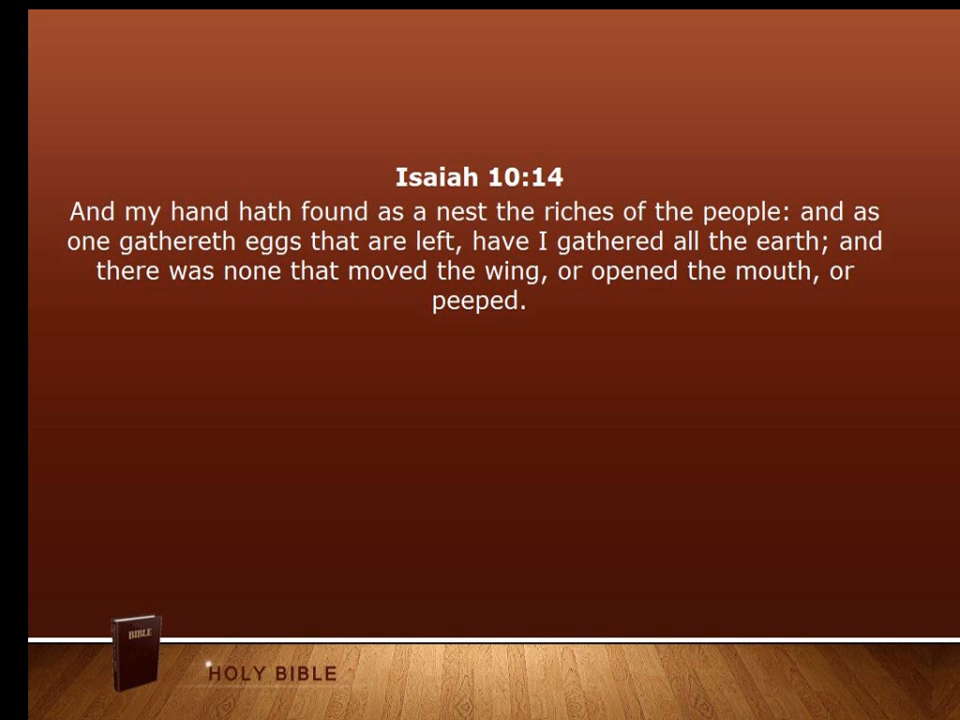 Isaiah 10:14
And my hand hath found as a nest the riches of the people: and as
one gathereth eggs that are left, have I gathered all the earth; and
there was none that moved the wing, or opened the mouth, or
peeped.
BIBLE
HOLY BIBLE